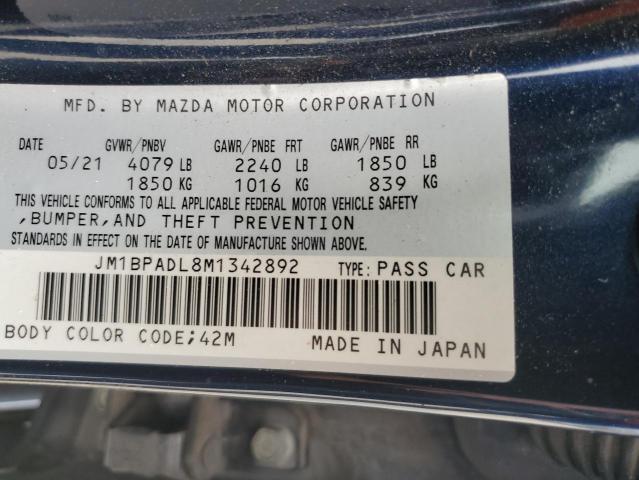 MFD. BY MAZDA MOTOR CORPORATION
DATE GVWR/PNBV GAWR/PNBE FRT GAWR/PNBE RR
05/21 4079 LB 2240 LB 1850 LB
1850 KG 1016 KG 839 KG
THIS VEHICLE CONFORMS TO ALL APPLICABLE FEDERAL MOTOR VEHICLE SAFETY
,BUMPER,AND THEFT PREVENTION
STANDARDS IN EFFECT ON THE DATE OF MANUFACTURE SHOWN ABOVE.
JM1BPADL8M1342892 TYPE: PASS CAR
BODY COLOR CODE;42M MADE IN JAPAN